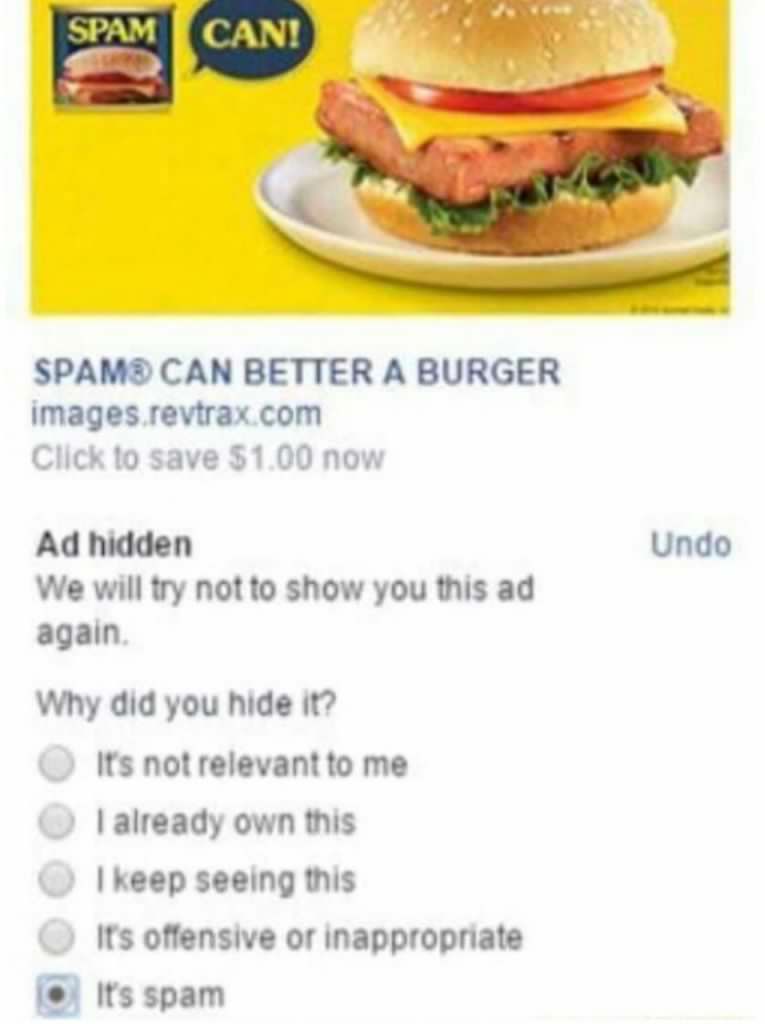 SPAM
CAN!
SPAM® CAN BETTER A BURGER
images.revtrax.com
Click to save $1.00 now
Ad hidden
Undo
We will try not to show you this ad
again.
Why did you hide it?
It's not relevant to me
I already own this
I keep seeing this
It's offensive or inappropriate
It's spam